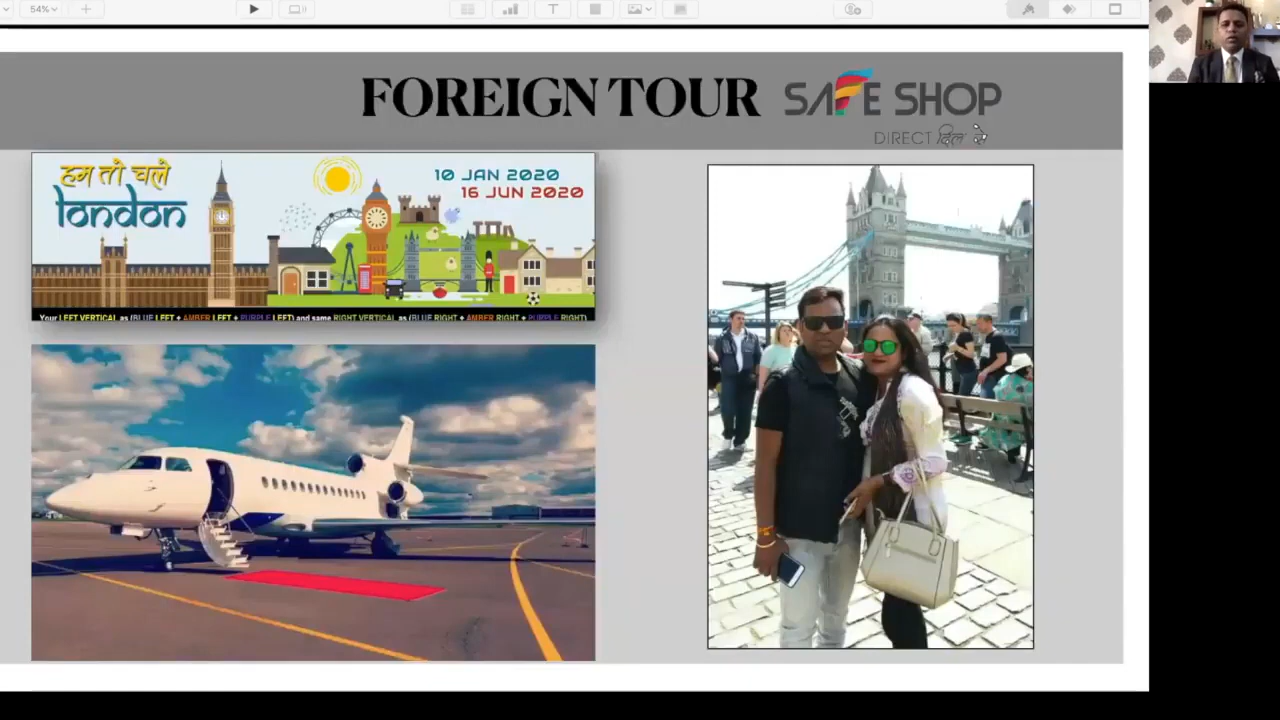 54%
FOREIGN TOUR
SAFE SHOP
DIRECT दिल से
हम तो चले
london
10 JAN 2020
16 JUN 2020
Your LEFT VERTICAL as (BLUE LEFT + AMBER LEFT + PURPLE LEFT) and same RIGHT VERTICAL as (BLUE RIGHT + AMBER RIGHT + PURPLE RIGHT)